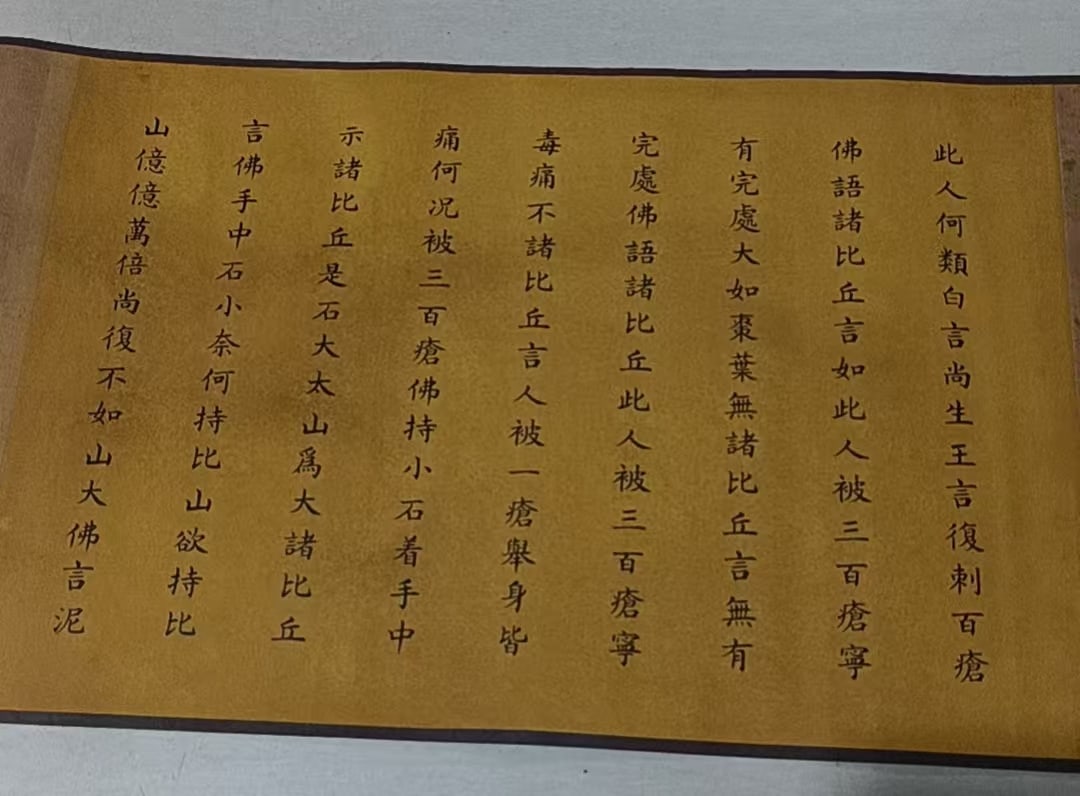 此人何類白言尚生王言復刺百瘡
佛語諸比丘言如此人被三百瘡寧
有完處大如棗葉無諸比丘言無有
完處佛語諸比丘此人被三百瘡寧
毒痛不諸比丘言人被一瘡舉身皆
痛何况被三百瘡佛持小石着手中
示諸比丘是石大太山爲大諸比丘
言佛手中石小奈何持比山欲持比
山億億萬倍尚復不如山大佛言泥